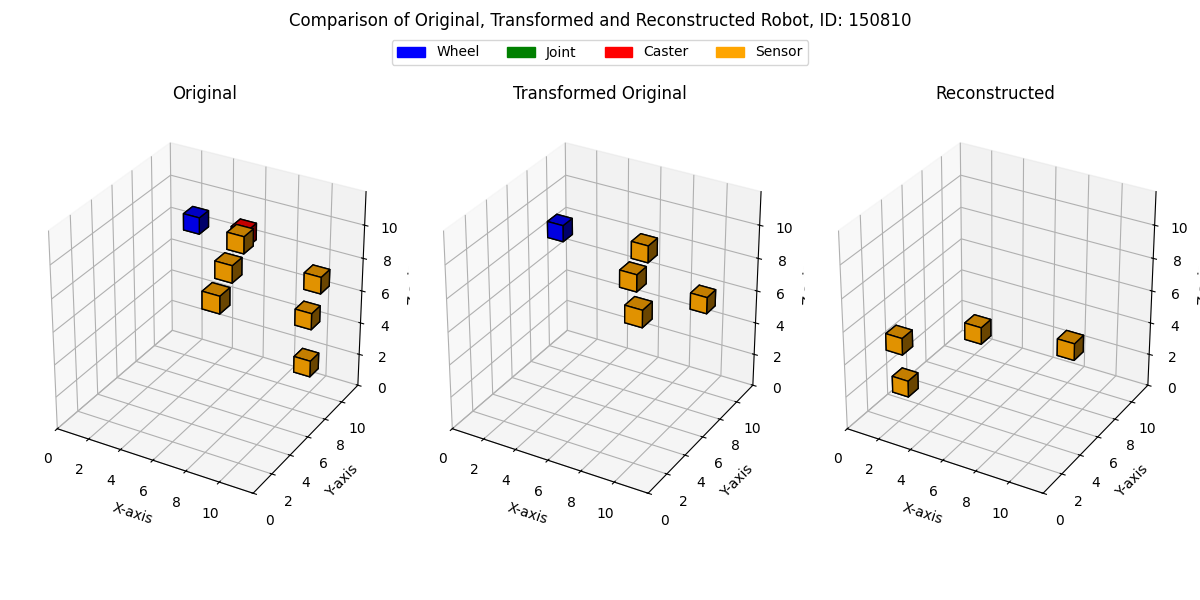 Comparison of Original, Transformed and Reconstructed Robot, ID: 150810
Wheel Joint Caster Sensor
Original Transformed Original Reconstructed
10 10 10
8 8 8
6 6 6
4 4 4
2 2 2
0 0 0
0 2 4 6 8 10 0 2 4 6 8 10 0 2 4 6 8 10
0 2 4 6 8 10 0 2 4 6 8 10 0 2 4 6 8 10
X-axis Y-axis X-axis Y-axis X-axis Y-axis